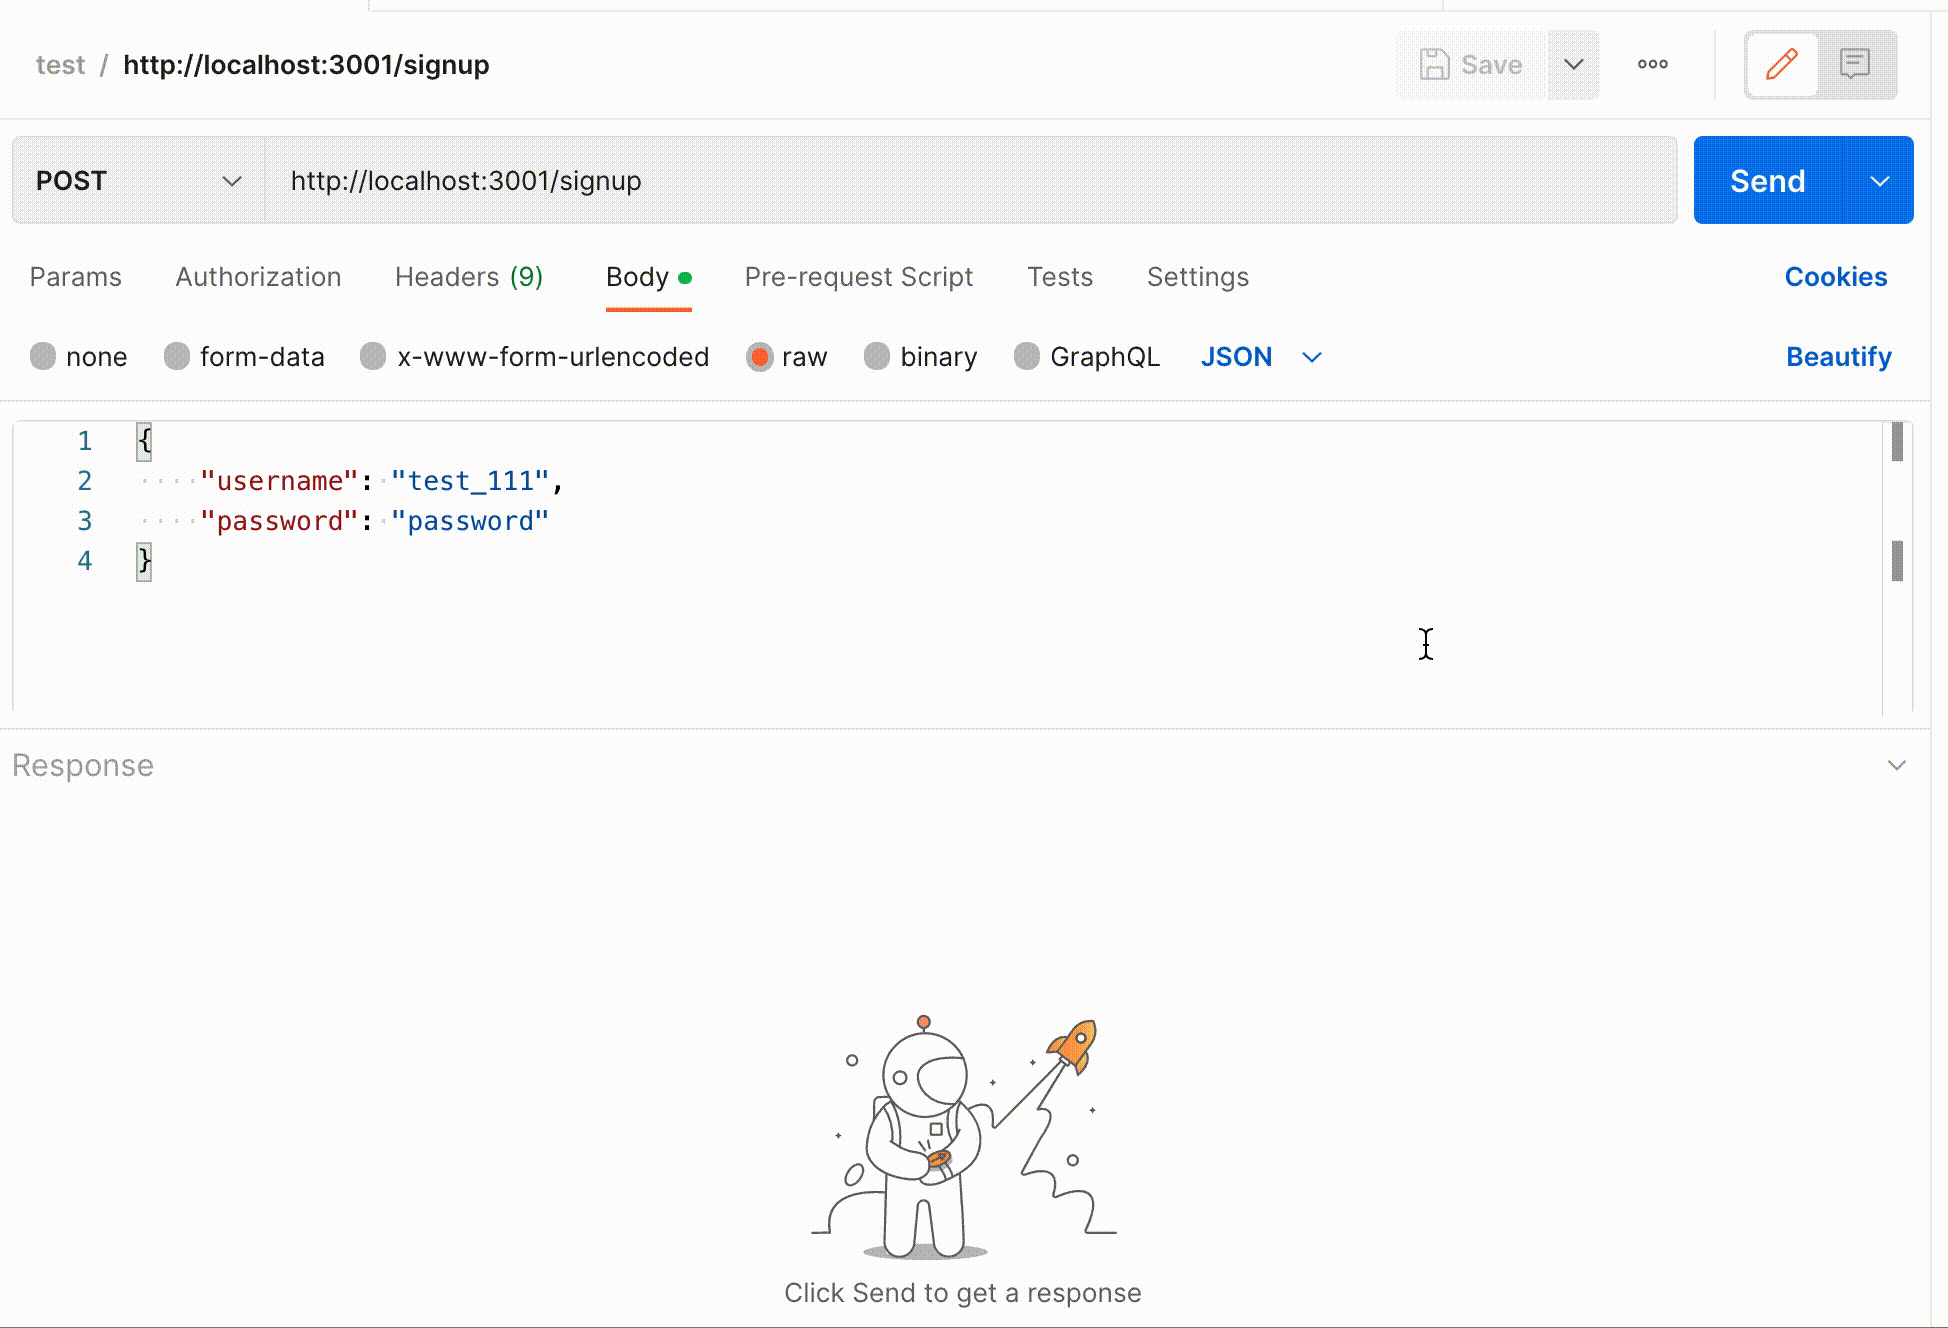 test / http://localhost:3001/signup Save
POST http://localhost:3001/signup Send
Params Authorization Headers (9) Body Pre-request Script Tests Settings Cookies
none form-data x-www-form-urlencoded raw binary GraphQL JSON Beautify
1 {
2 ····"username":·"test_111",
3 ····"password":·"password"
4 }
Response
Click Send to get a response